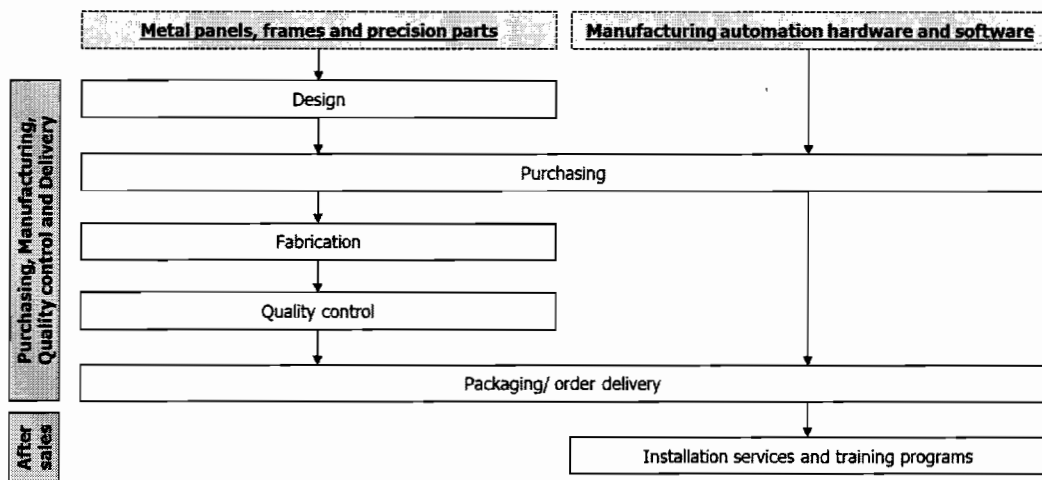 Metal panels, frames and precision parts
Manufacturing automation hardware and software
Purchasing, Manufacturing,
Quality control and Delivery
Design
Purchasing
Fabrication
Quality control
Packaging/ order delivery
After
sales
Installation services and training programs